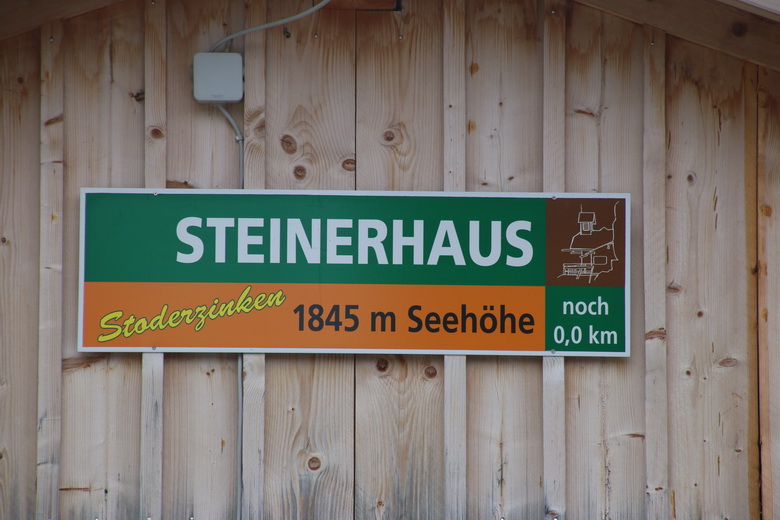 STEINERHAUS
Stoderzinken 1845 m Seehöhe
noch
0,0 km